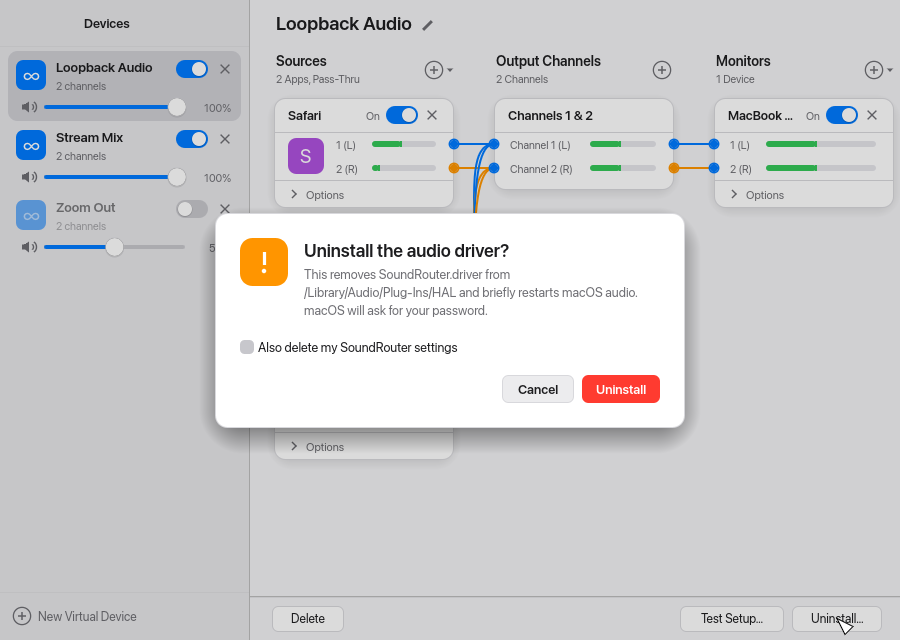 Devices
Loopback Audio
2 channels
100%
Stream Mix
2 channels
100%
Zoom Out
2 channels
New Virtual Device
Loopback Audio
Sources
2 Apps, Pass-Thru
Output Channels
2 Channels
Monitors
1 Device
Safari
On
S
1 (L)
2 (R)
Options
Channels 1 & 2
Channel 1 (L)
Channel 2 (R)
MacBook ...
On
1 (L)
2 (R)
Options
Uninstall the audio driver?
This removes SoundRouter.driver from
/Library/Audio/Plug-Ins/HAL and briefly restarts macOS audio.
macOS will ask for your password.
Also delete my SoundRouter settings
Cancel
Uninstall
Options
Delete
Test Setup...
Uninstall...